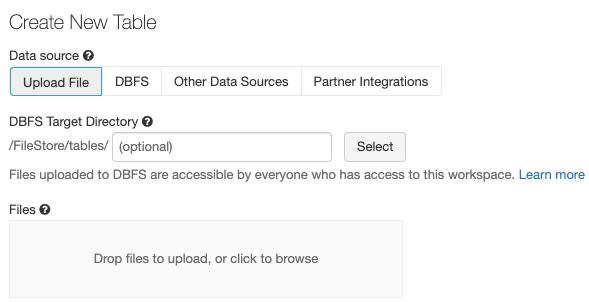 Create New Table
Data source ?
Upload File DBFS Other Data Sources Partner Integrations
DBFS Target Directory ?
/FileStore/tables/ (optional) Select
Files uploaded to DBFS are accessible by everyone who has access to this workspace. Learn more
Files ?
Drop files to upload, or click to browse